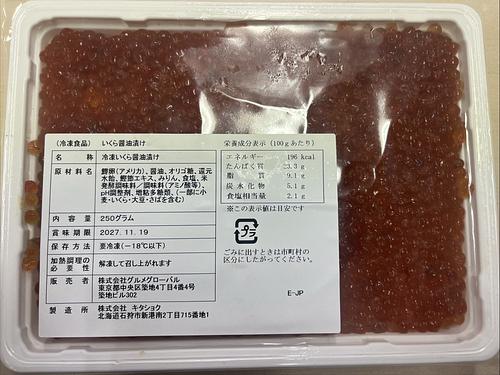 (冷凍食品) いくら醤油漬け
名称 冷凍いくら醤油漬け
原材料名 鱒卵(アメリカ)、醤油、オリゴ糖、還元
水飴、鰹節エキス、みりん、食塩、米
発酵調味料/調味料(アミノ酸等)、
pH調整剤、増粘多糖類、(一部に小
麦・いくら・大豆・さばを含む)
内容量 250グラム
賞味期限 2027.11.19
保存方法 要冷凍(-18℃以下)
加熱調理の
必要性 解凍して召し上がれます
販売者 株式会社グルメグローバル
東京都中央区築地4丁目4番4号
築地ビル302
製造所 株式会社 キタショク
北海道石狩市新港南2丁目715番地1
栄養成分表示 (100gあたり)
エネルギー 196 kcal
たんぱく質
脂質 9.1 g
炭水化物 5.1 g
食塩相当量 2.1 g
※この表示値は目安です
プラ
ごみに出すときは市町村の
区分にしたがってください。
E-JP